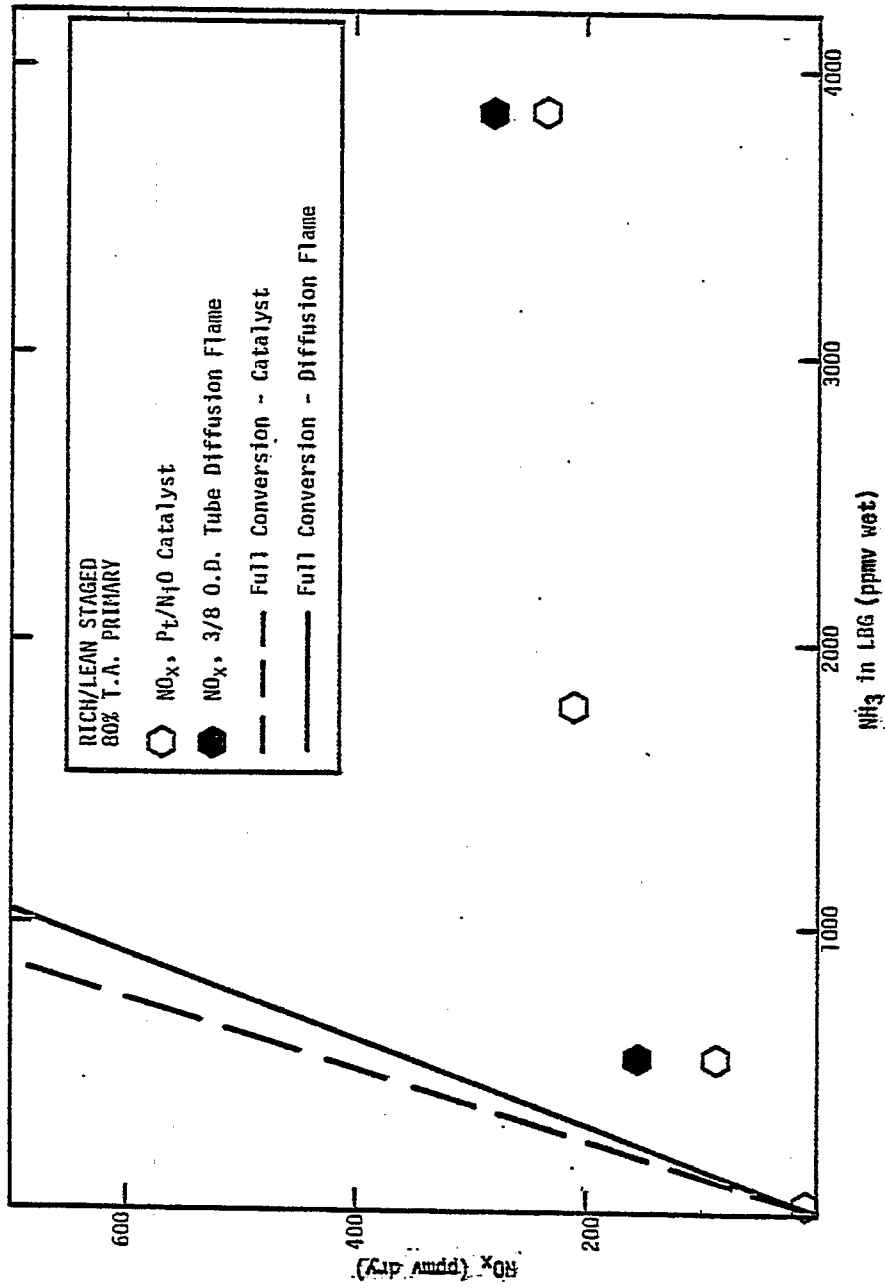 RICH/LEAN STAGED
80% T.A. PRIMARY
NOx, Pt/NiO Catalyst
NOx, 3/8 O.D. Tube Diffusion Flame
Full Conversion - Catalyst
Full Conversion - Diffusion Flame
600
400
200
NOx (ppmv dry)
1000
2000
3000
4000
NH3 in LBG (ppmv wet)